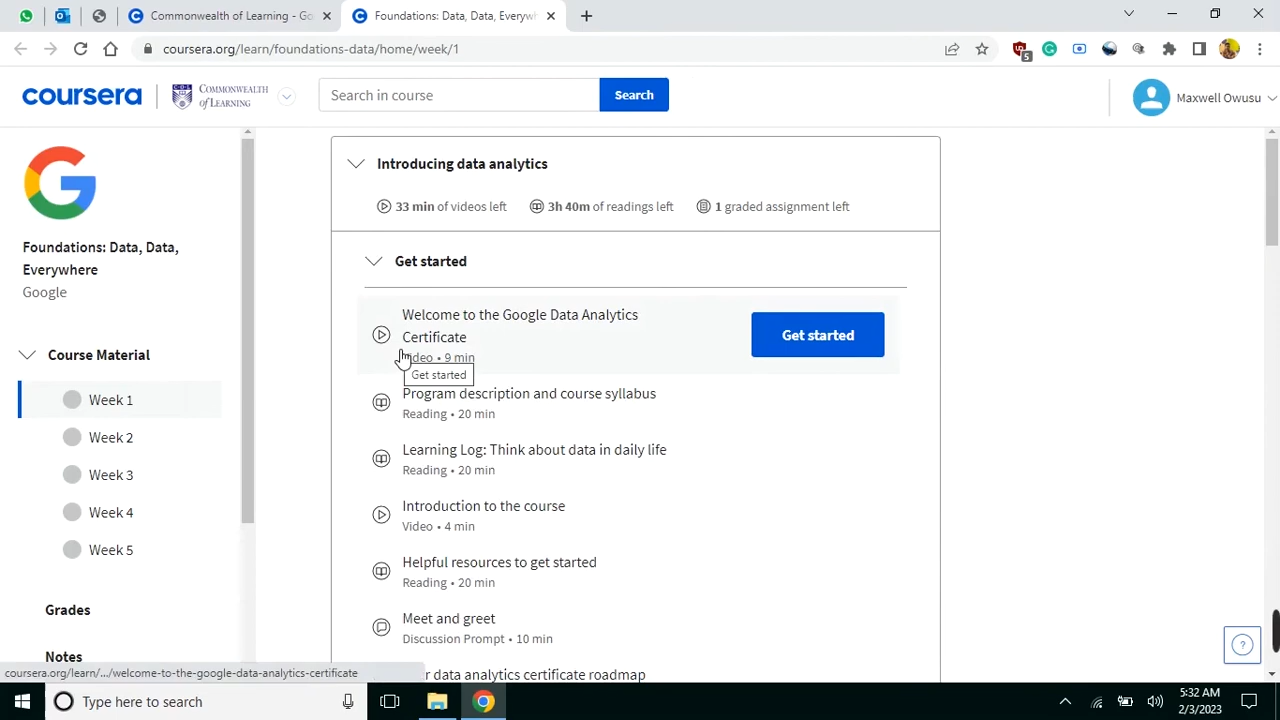 Commonwealth of Learning - Go
Foundations: Data, Data, Everywh
coursera.org/learn/foundations-data/home/week/1
5
coursera
COMMONWEALTH
of LEARNING
Search in course
Search
Maxwell Owusu
Foundations: Data, Data,
Everywhere
Google
Course Material
Week 1
Week 2
Week 3
Week 4
Week 5
Grades
Notes
Introducing data analytics
33 min of videos left
3h 40m of readings left
1 graded assignment left
Get started
Welcome to the Google Data Analytics
Certificate
Video • 9 min
Get started
Get started
Program description and course syllabus
Reading • 20 min
Learning Log: Think about data in daily life
Reading • 20 min
Introduction to the course
Video • 4 min
Helpful resources to get started
Reading • 20 min
Meet and greet
Discussion Prompt • 10 min
data analytics certificate roadmap
coursera.org/learn/.../welcome-to-the-google-data-analytics-certificate
Type here to search
5:32 AM
2/3/2023